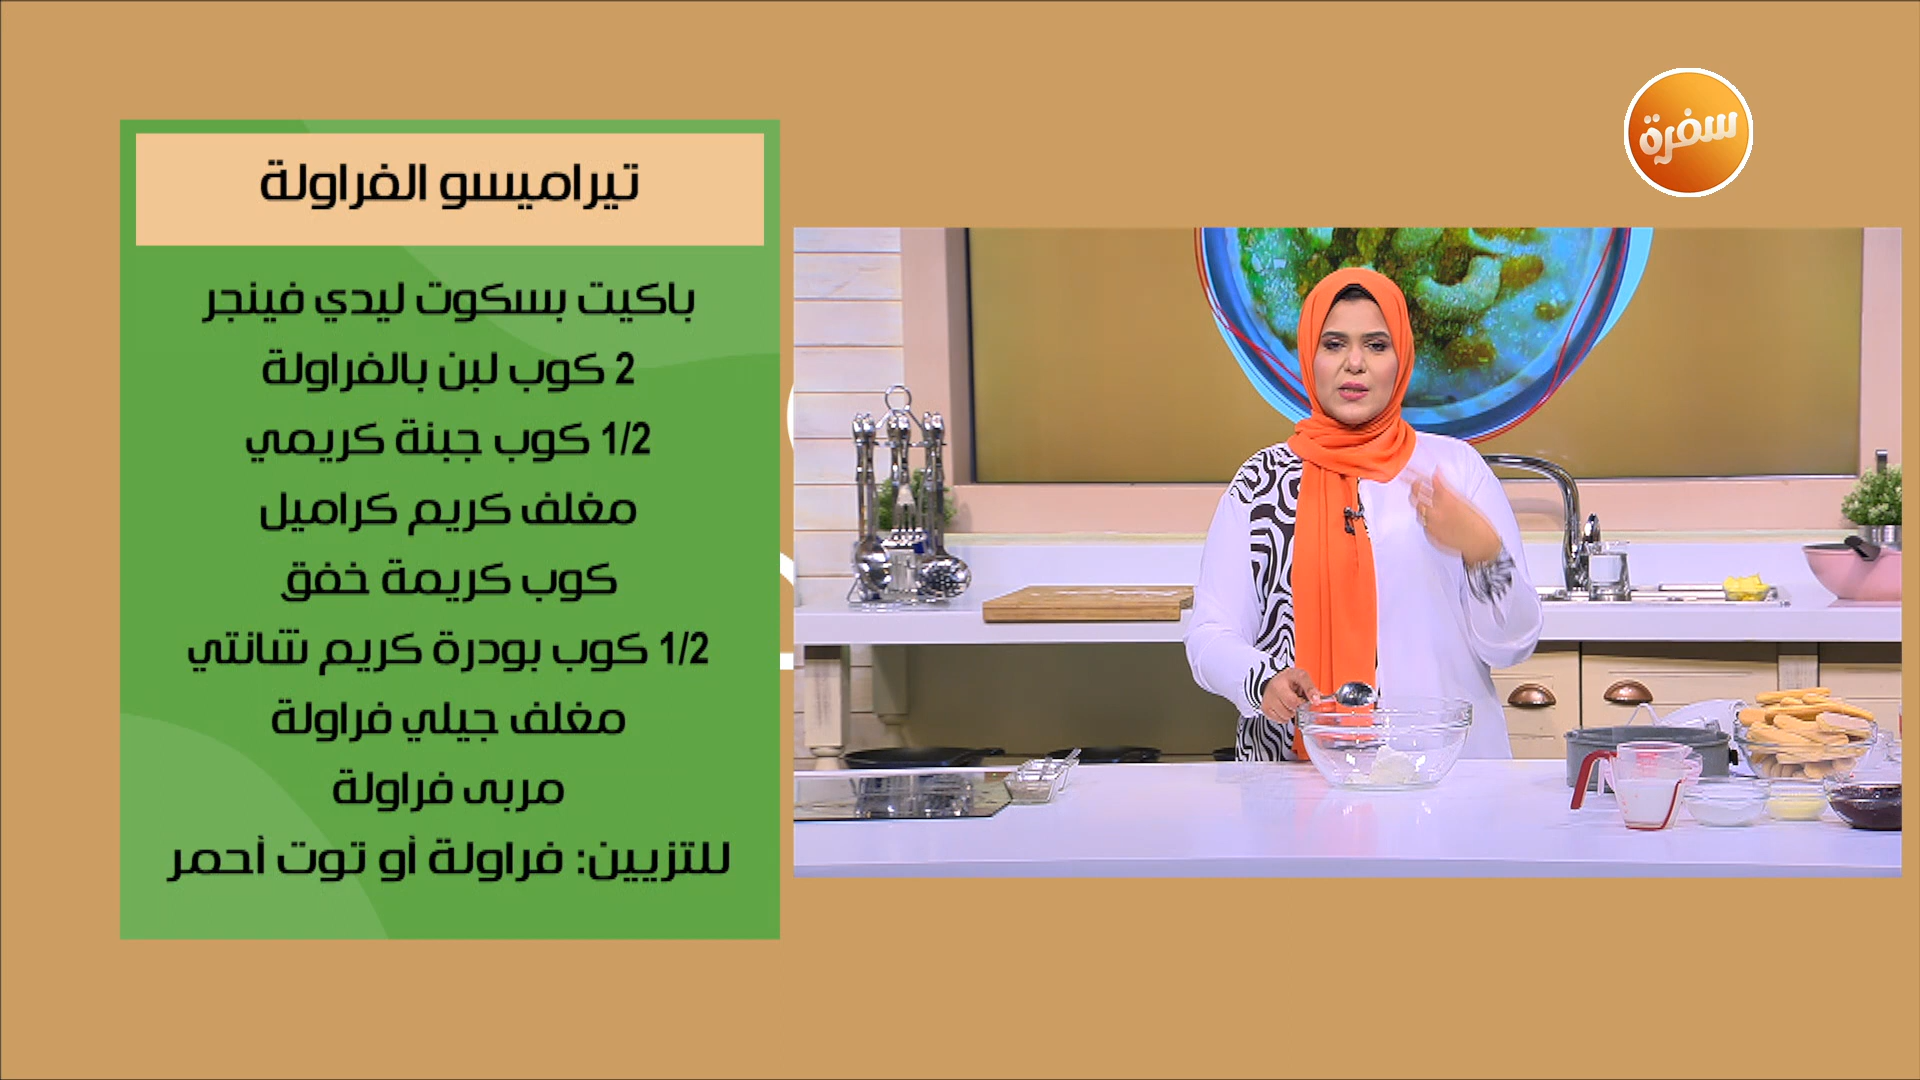 سفرة
تيراميسو الفراولة
باكيت بسكوت ليدي فينجر
2 كوب لبن بالفراولة
1/2 كوب جبنة كريمي
مغلف كريم كراميل
كوب كريمة خفق
1/2 كوب بودرة كريم شانتي
مغلف جيلي فراولة
مربى فراولة
للتزيين: فراولة أو توت أحمر